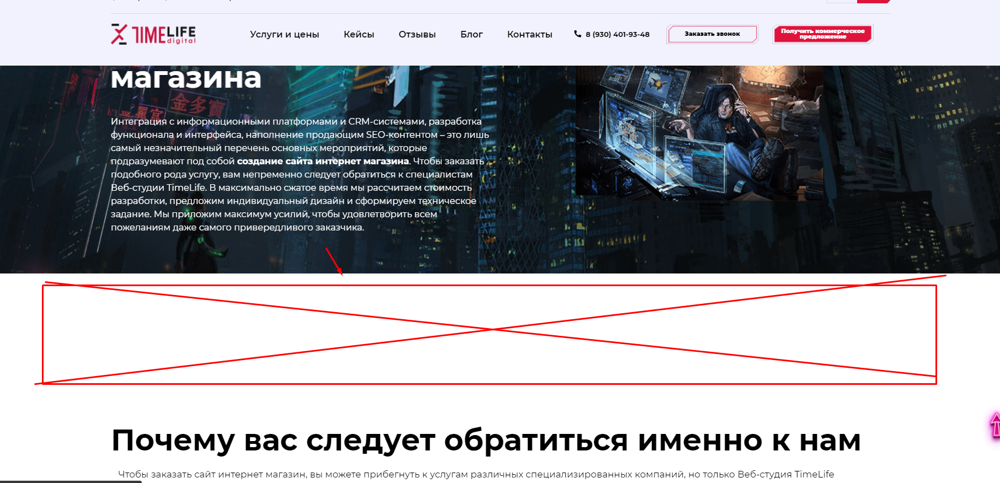 TIMELIFE
digital
Услуги и цены
Кейсы
Отзывы
Блог
Контакты
8 (930) 401-93-48
Заказать звонок
Получить коммерческое
предложение
магазина
金多寶
翼官
Интеграция с информационными платформами и CRM-системами, разработка
функционала и интерфейса, наполнение продающим SEO-контентом – это лишь
самый незначительный перечень основных мероприятий, которые
подразумевают под собой создание сайта интернет магазина. Чтобы заказать
подобного рода услугу, вам непременно следует обратиться к специалистам
Веб-студии TimeLife. В максимально сжатое время мы рассчитаем стоимость
разработки, предложим индивидуальный дизайн и сформируем техническое
задание. Мы приложим максимум усилий, чтобы удовлетворить всем
пожеланиям даже самого привередливого заказчика.
Почему вас следует обратиться именно к нам
Чтобы заказать сайт интернет магазин, вы можете прибегнуть к услугам различных специализированных компаний, но только Веб-студия TimeLife